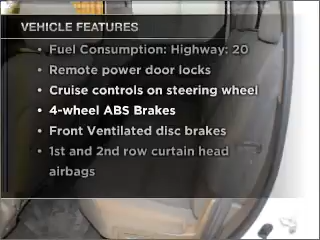 VEHICLE FEATURES
• Fuel Consumption: Highway: 20
• Remote power door locks
• Cruise controls on steering wheel
• 4-wheel ABS Brakes
• Front Ventilated disc brakes
• 1st and 2nd row curtain head
airbags